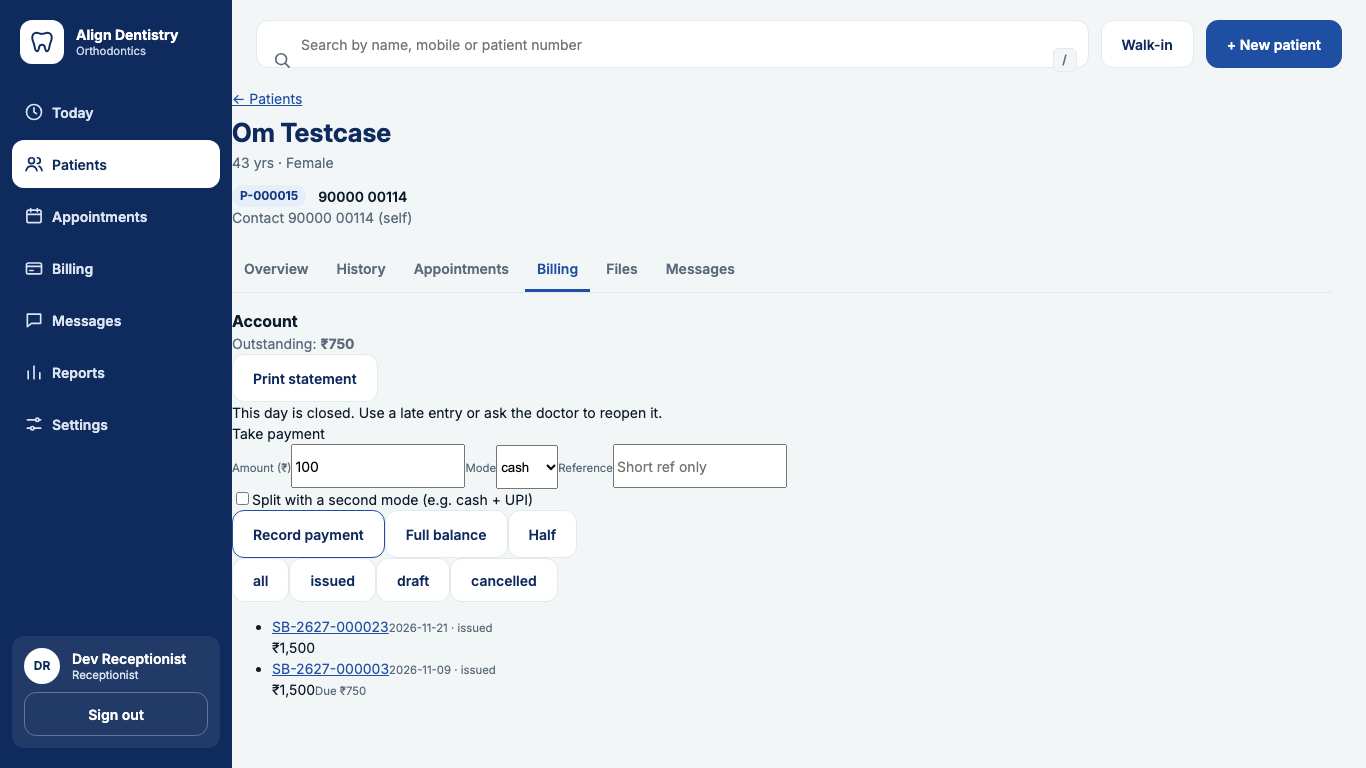 Align Dentistry
Orthodontics
Search by name, mobile or patient number
/
Walk-in
+ New patient
Today
Patients
Appointments
Billing
Messages
Reports
Settings
DR
Dev Receptionist
Receptionist
Sign out
← Patients
Om Testcase
43 yrs · Female
P-000015 90000 00114
Contact 90000 00114 (self)
Overview History Appointments Billing Files Messages
Account
Outstanding: ₹750
Print statement
This day is closed. Use a late entry or ask the doctor to reopen it.
Take payment
Amount (₹) 100 Mode cash Reference Short ref only
Split with a second mode (e.g. cash + UPI)
Record payment Full balance Half
all issued draft cancelled
SB-2627-000023 2026-11-21 · issued
₹1,500
SB-2627-000003 2026-11-09 · issued
₹1,500 Due ₹750